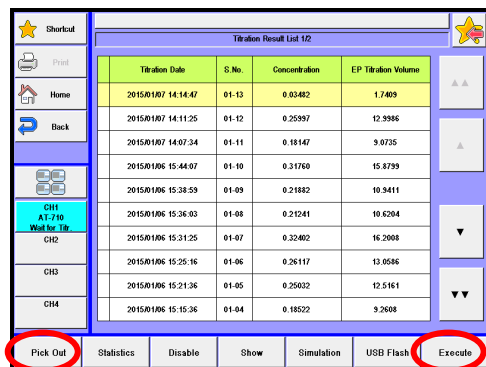 Shortcut
Titration Result List 1/2
Print
Home
Back
Titration Date S.No. Concentration EP Titration Volume
2015/01/07 14:14:47 01-13 0.03482 1.7409
2015/01/07 14:11:25 01-12 0.25997 12.9986
2015/01/07 14:07:34 01-11 0.18147 9.0735
2015/01/06 15:44:07 01-10 0.31760 15.8799
2015/01/06 15:38:59 01-09 0.21882 10.9411
2015/01/06 15:36:03 01-08 0.21241 10.6204
2015/01/06 15:31:25 01-07 0.32402 16.2008
2015/01/06 15:25:16 01-06 0.26117 13.0586
2015/01/06 15:21:36 01-05 0.25032 12.5161
2015/01/06 15:15:36 01-04 0.18522 9.2608
CH1
AT-710
Wait for Titr.
CH2
CH3
CH4
Pick Out Statistics Disable Show Simulation USB Flash Execute